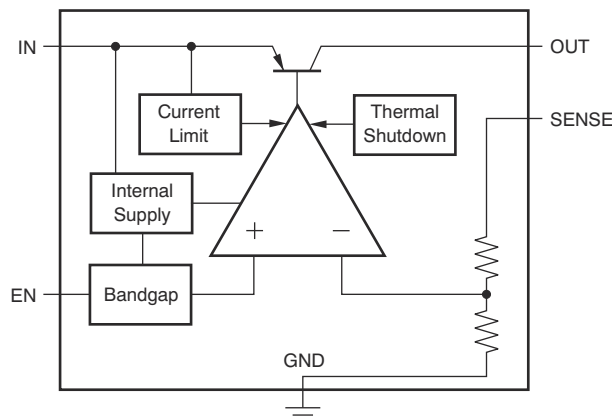 IN
OUT
Current
Limit
Thermal
Shutdown
SENSE
Internal
Supply
+
−
EN
Bandgap
GND